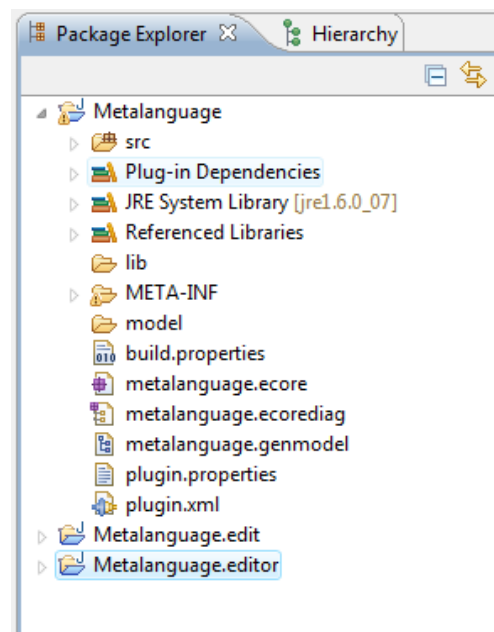 Package Explorer Hierarchy
Metalanguage
src
Plug-in Dependencies
JRE System Library [jre1.6.0_07]
Referenced Libraries
lib
META-INF
model
build.properties
metalanguage.ecore
metalanguage.ecorediag
metalanguage.genmodel
plugin.properties
plugin.xml
Metalanguage.edit
Metalanguage.editor